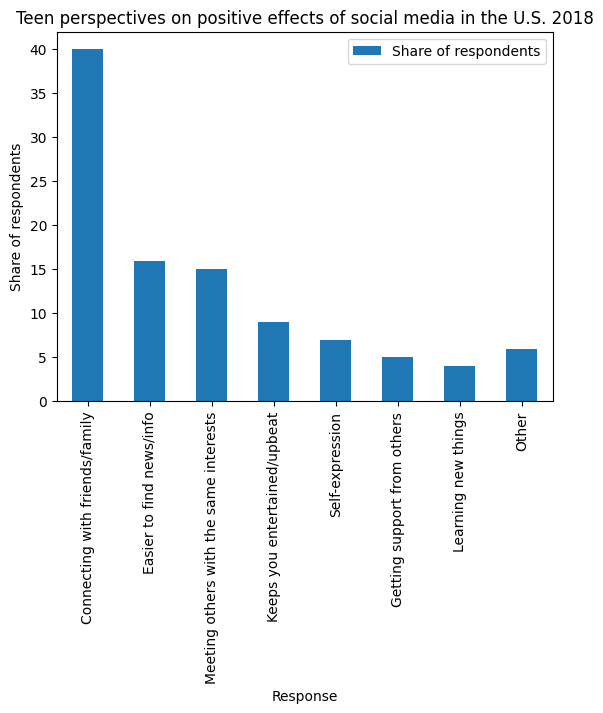 Teen perspectives on positive effects of social media in the U.S. 2018
Share of respondents
Share of respondents
40
35
30
25
20
15
10
5
0
Connecting with friends/family
Easier to find news/info
Meeting others with the same interests
Keeps you entertained/upbeat
Self-expression
Getting support from others
Learning new things
Other
Response